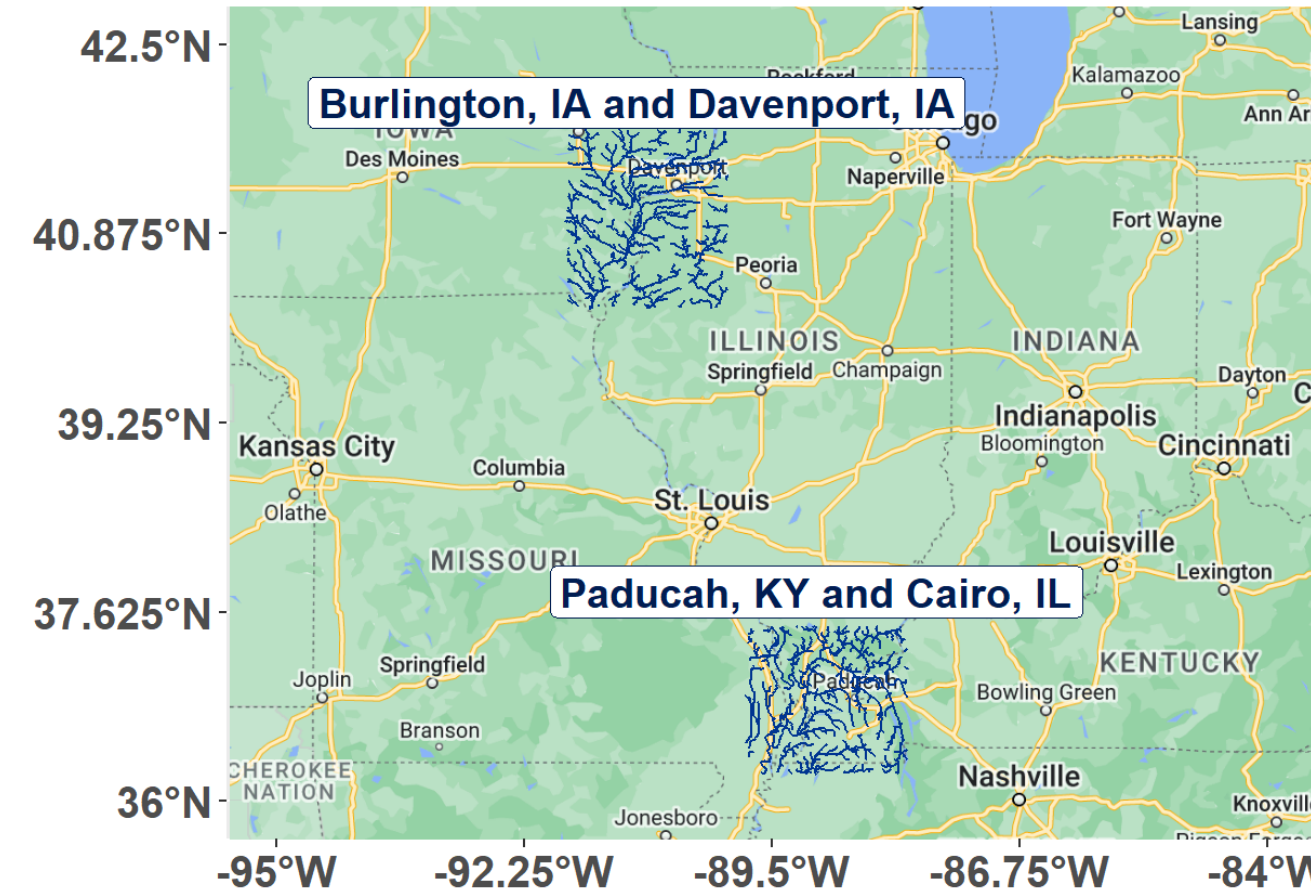 42.5°N
40.875°N
39.25°N
37.625°N
36°N
Lansing
Kalamazoo
Rockford
Burlington, IA and Davenport, IA
Ann Ar
IOWA
Des Moines
Davenport
Naperville
Fort Wayne
Peoria
ILLINOIS
INDIANA
Springfield
Champaign
Dayton
C
Indianapolis
Kansas City
Bloomington
Cincinnati
Columbia
St. Louis
Olathe
Louisville
MISSOURI
Lexington
Paducah, KY and Cairo, IL
KENTUCKY
Springfield
Joplin
Paducah
Bowling Green
Branson
CHEROKEE
NATION
Nashville
Knoxvill
Jonesboro
-95°W
-92.25°W
-89.5°W
-86.75°W
-84°W